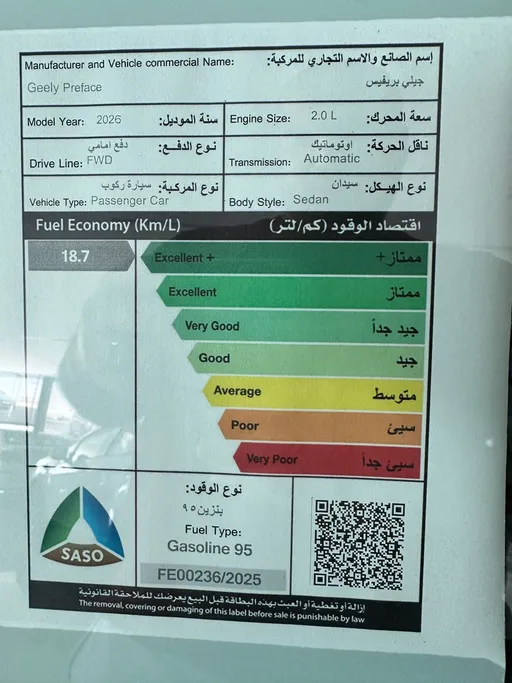 Manufacturer and Vehicle commercial Name: إسم الصانع والاسم التجاري للمركبة:
Geely Preface جيلي بريفيس
Model Year: 2026 سنة الموديل:
Engine Size: 2.0 L سعة المحرك:
دفع امامي نوع الدفع:
Drive Line: FWD
اوتوماتيك ناقل الحركة:
Transmission: Automatic
سيارة ركوب نوع المركبة:
Vehicle Type: Passenger Car
سيدان نوع الهيكل:
Body Style: Sedan
Fuel Economy (Km/L) اقتصاد الوقود (كم/لتر)
18.7
Excellent + ممتاز+
Excellent ممتاز
Very Good جيد جداً
Good جيد
Average متوسط
Poor سيئ
Very Poor سيئ جداً
SASO
نوع الوقود:
بنزين ٩٥
Fuel Type:
Gasoline 95
FE00236/2025
إزالة أو تغطية أو العبث بهذه البطاقة قبل البيع يعرضك للملاحقة القانونية
The removal, covering or damaging of this label before sale is punishable by law